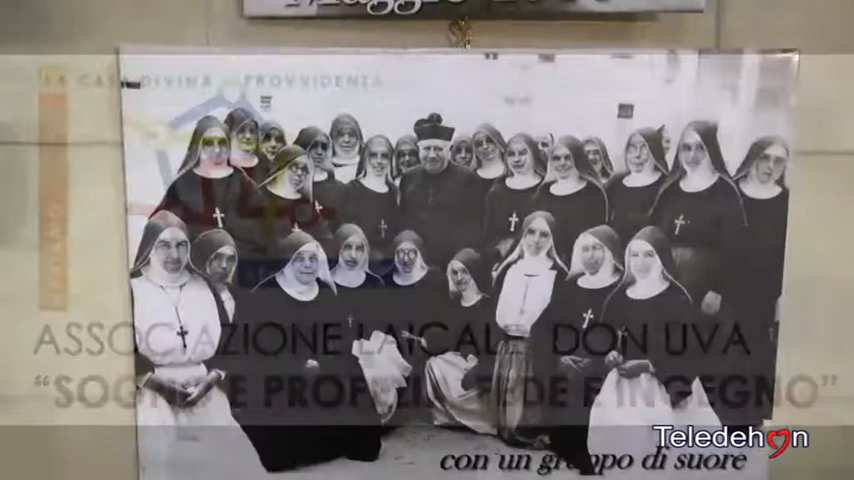 LA CASA DIVINA PROVVIDENZA
ASSOCIAZIONE LAICALE DON UVA
“SOGNO E PROFEZIA FEDE E INGEGNO”
con un gruppo di suore
Teledehon